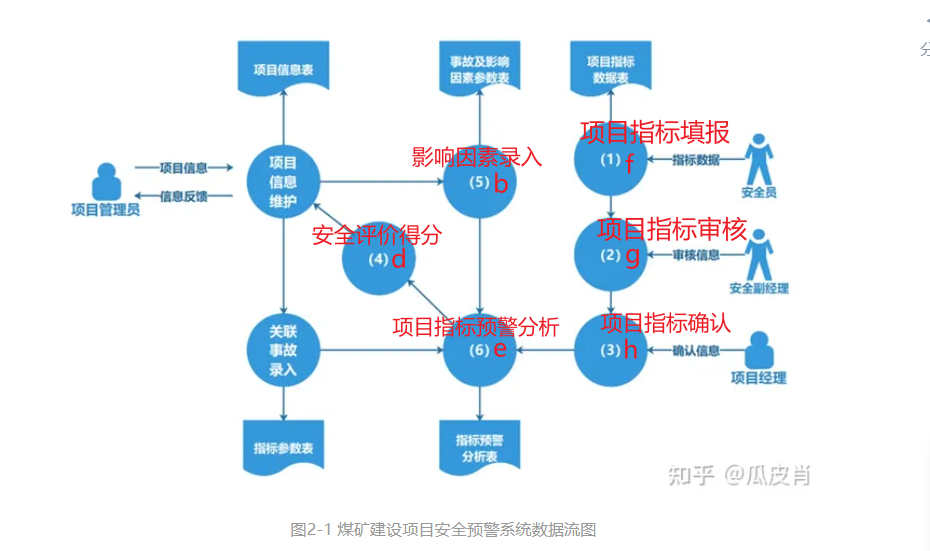 分
项目信息表
事故及影响
因素参数表
项目指标
数据表
项目指标填报
(1) f
指标数据
安全员
项目信息
信息反馈
项目管理员
项目
信息
维护
影响因素录入
(5) b
安全评价得分
(4) d
项目指标审核
(2) g
审核信息
安全副经理
关联
事故
录入
项目指标预警分析
(6) e
项目指标确认
(3) h
确认信息
项目经理
指标参数表
指标预警
分析表
知乎 @瓜皮肖
图2-1 煤矿建设项目安全预警系统数据流图